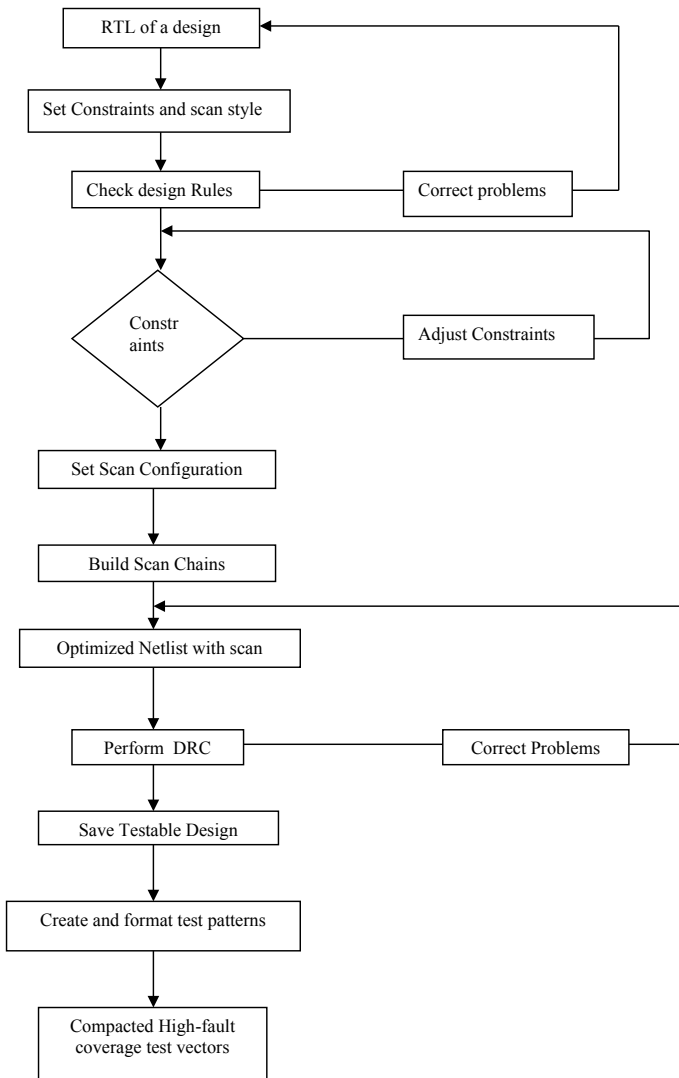 RTL of a design
Set Constraints and scan style
Check design Rules
Correct problems
Constr
aints
Adjust Constraints
Set Scan Configuration
Build Scan Chains
Optimized Netlist with scan
Perform DRC
Correct Problems
Save Testable Design
Create and format test patterns
Compacted High-fault
coverage test vectors